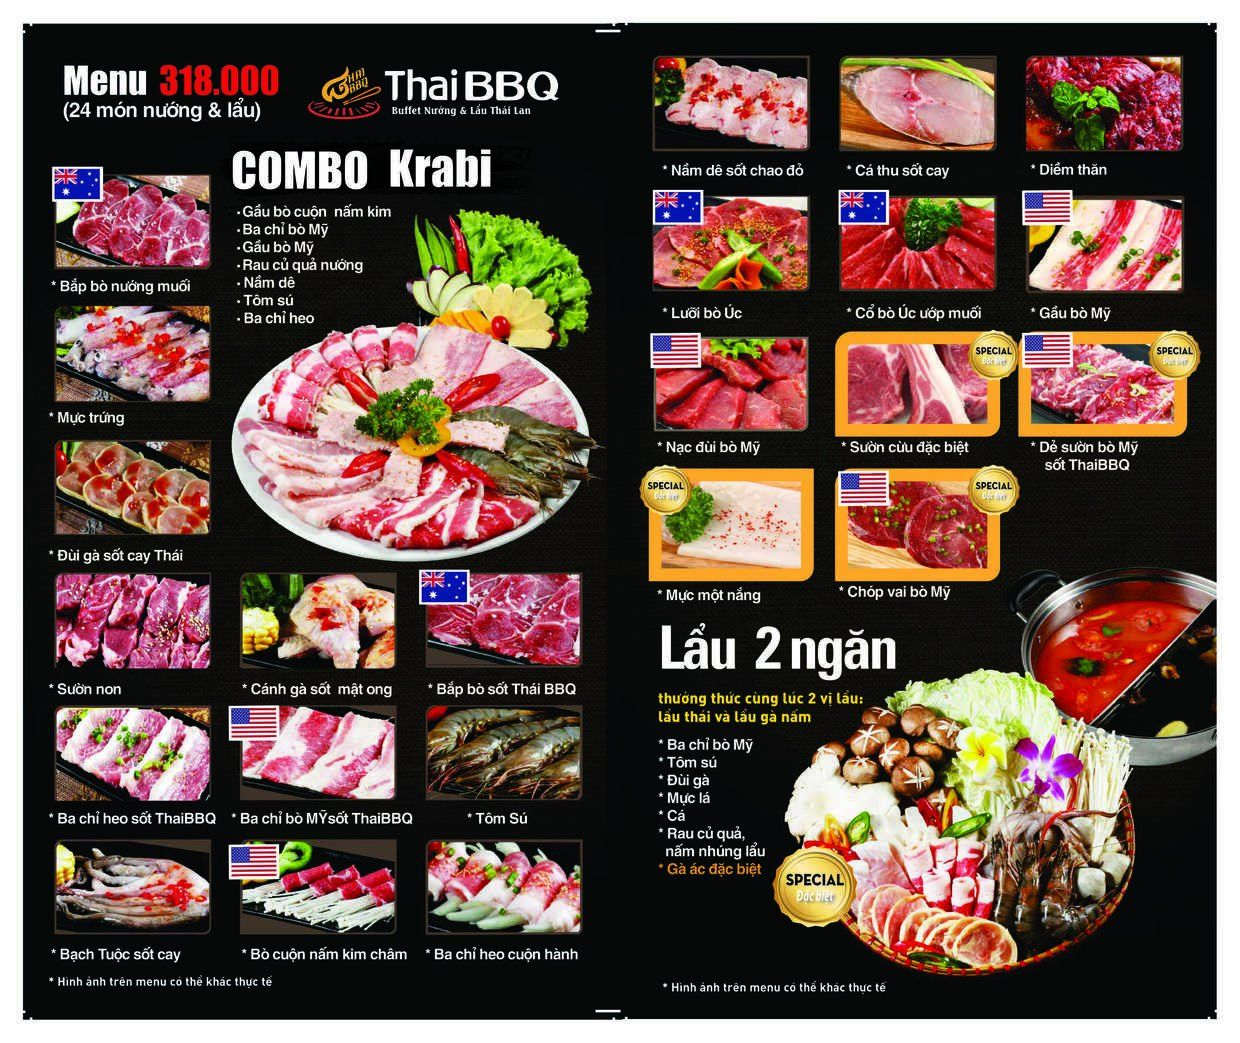 Menu 318.000
(24 món nướng & lẩu)
THAI BBQ
Thai BBQ
Buffet Nướng & Lẩu Thái Lan
COMBO Krabi
• Gầu bò cuộn nấm kim
• Ba chỉ bò Mỹ
• Gầu bò Mỹ
• Rau củ quả nướng
• Nầm dê
• Tôm sú
• Ba chỉ heo
* Bắp bò nướng muối
* Mực trứng
* Đùi gà sốt cay Thái
* Sườn non
* Cánh gà sốt mật ong
* Bắp bò sốt Thái BBQ
* Ba chỉ heo sốt ThaiBBQ
* Ba chỉ bò MỸsốt ThaiBBQ
* Tôm Sú
* Bạch Tuộc sốt cay
* Bò cuộn nấm kim châm
* Ba chỉ heo cuộn hành
* Hình ảnh trên menu có thể khác thực tế
* Nầm dê sốt chao đỏ
* Cá thu sốt cay
* Diềm thăn
* Lưỡi bò Úc
* Cổ bò Úc ướp muối
* Gầu bò Mỹ
SPECIAL
Đặc biệt
SPECIAL
Đặc biệt
* Nạc đùi bò Mỹ
* Sườn cừu đặc biệt
* Dẻ sườn bò Mỹ
sốt ThaiBBQ
SPECIAL
Đặc biệt
SPECIAL
Đặc biệt
* Mực một nắng
* Chóp vai bò Mỹ
Lẩu 2 ngăn
thưởng thức cùng lúc 2 vị lẩu:
lẩu thái và lẩu gà nấm
* Ba chỉ bò Mỹ
* Tôm sú
* Đùi gà
* Mực lá
* Cá
* Rau củ quả,
nấm nhúng lẩu
* Gà ác đặc biệt
SPECIAL
Đặc biệt
* Hình ảnh trên menu có thể khác thực tế